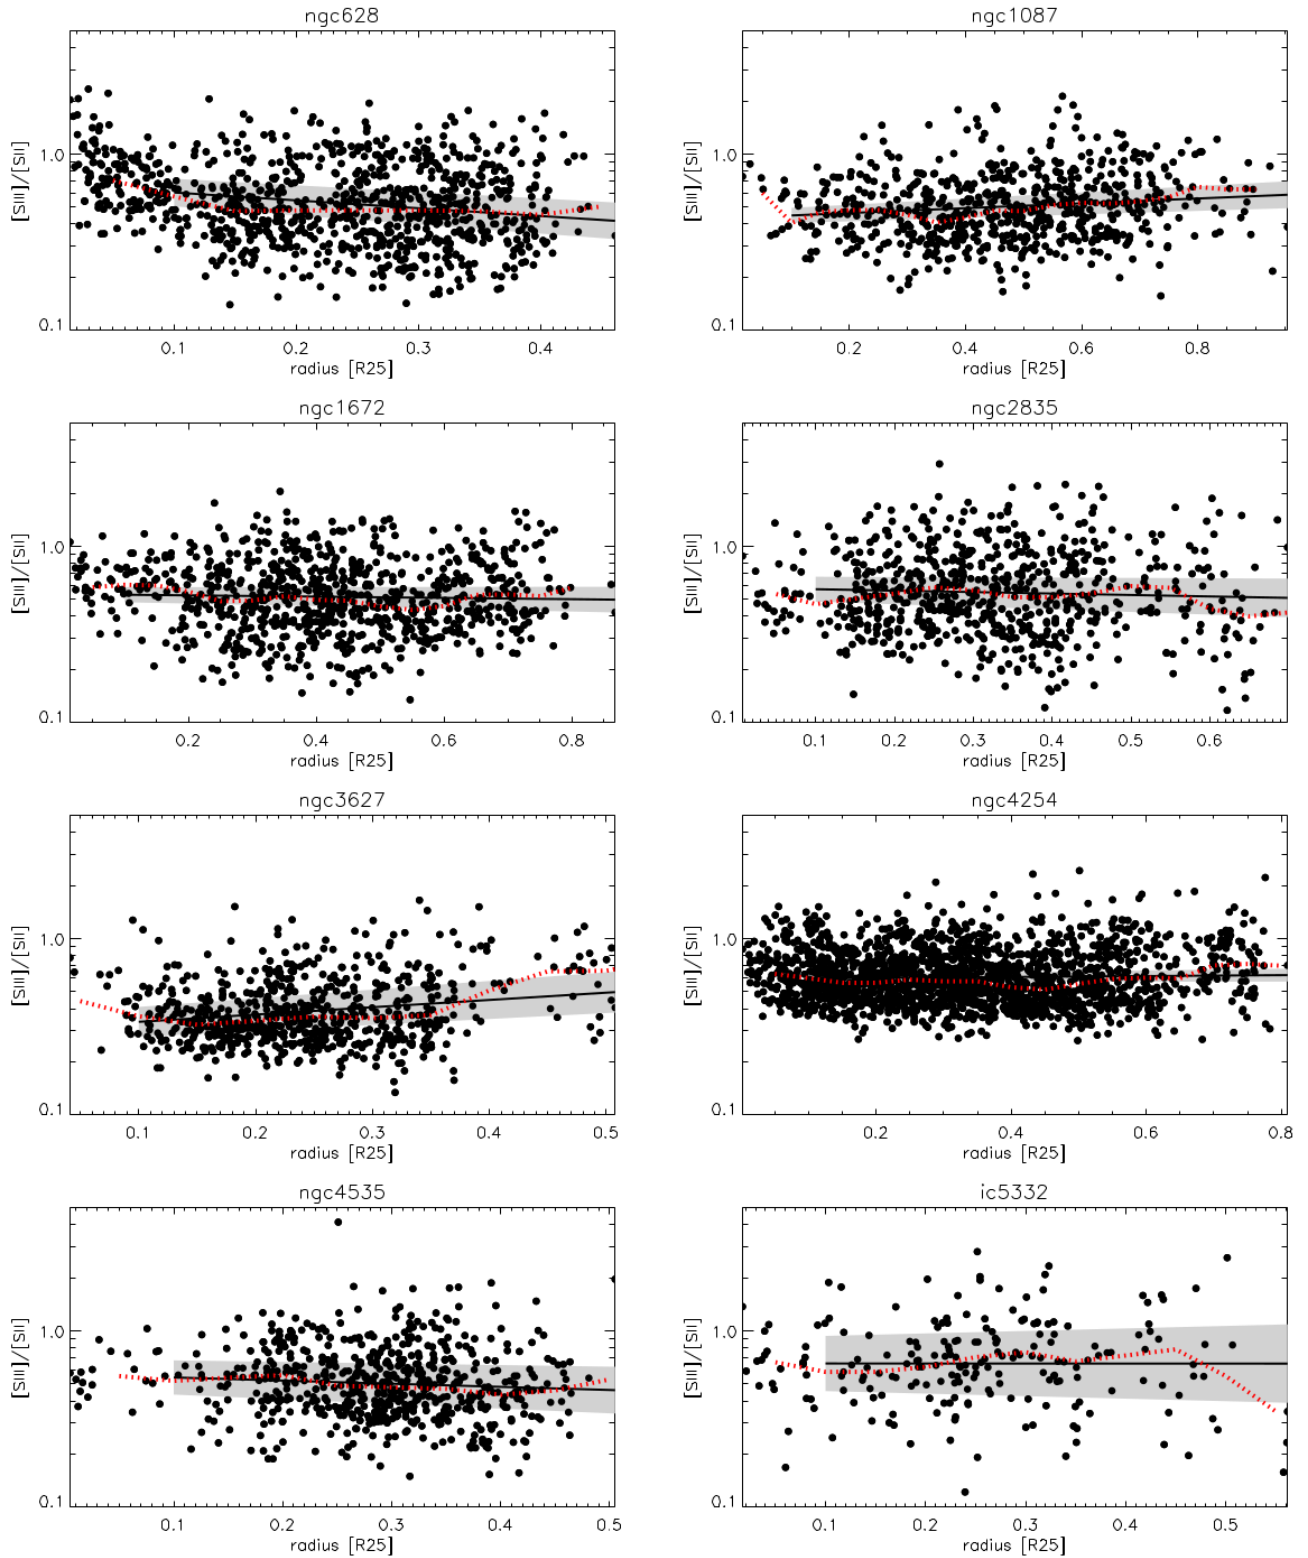 ngc628
[SIII]/[SII]
1.0
0.1
0.1 0.2 0.3 0.4
radius [R25]
ngc1087
[SIII]/[SII]
1.0
0.1
0.2 0.4 0.6 0.8
radius [R25]
ngc1672
[SIII]/[SII]
1.0
0.1
0.2 0.4 0.6 0.8
radius [R25]
ngc2835
[SIII]/[SII]
1.0
0.1
0.1 0.2 0.3 0.4 0.5 0.6
radius [R25]
ngc3627
[SIII]/[SII]
1.0
0.1
0.1 0.2 0.3 0.4 0.5
radius [R25]
ngc4254
[SIII]/[SII]
1.0
0.1
0.2 0.4 0.6 0.8
radius [R25]
ngc4535
[SIII]/[SII]
1.0
0.1
0.1 0.2 0.3 0.4 0.5
radius [R25]
ic5332
[SIII]/[SII]
1.0
0.1
0.1 0.2 0.3 0.4 0.5
radius [R25]